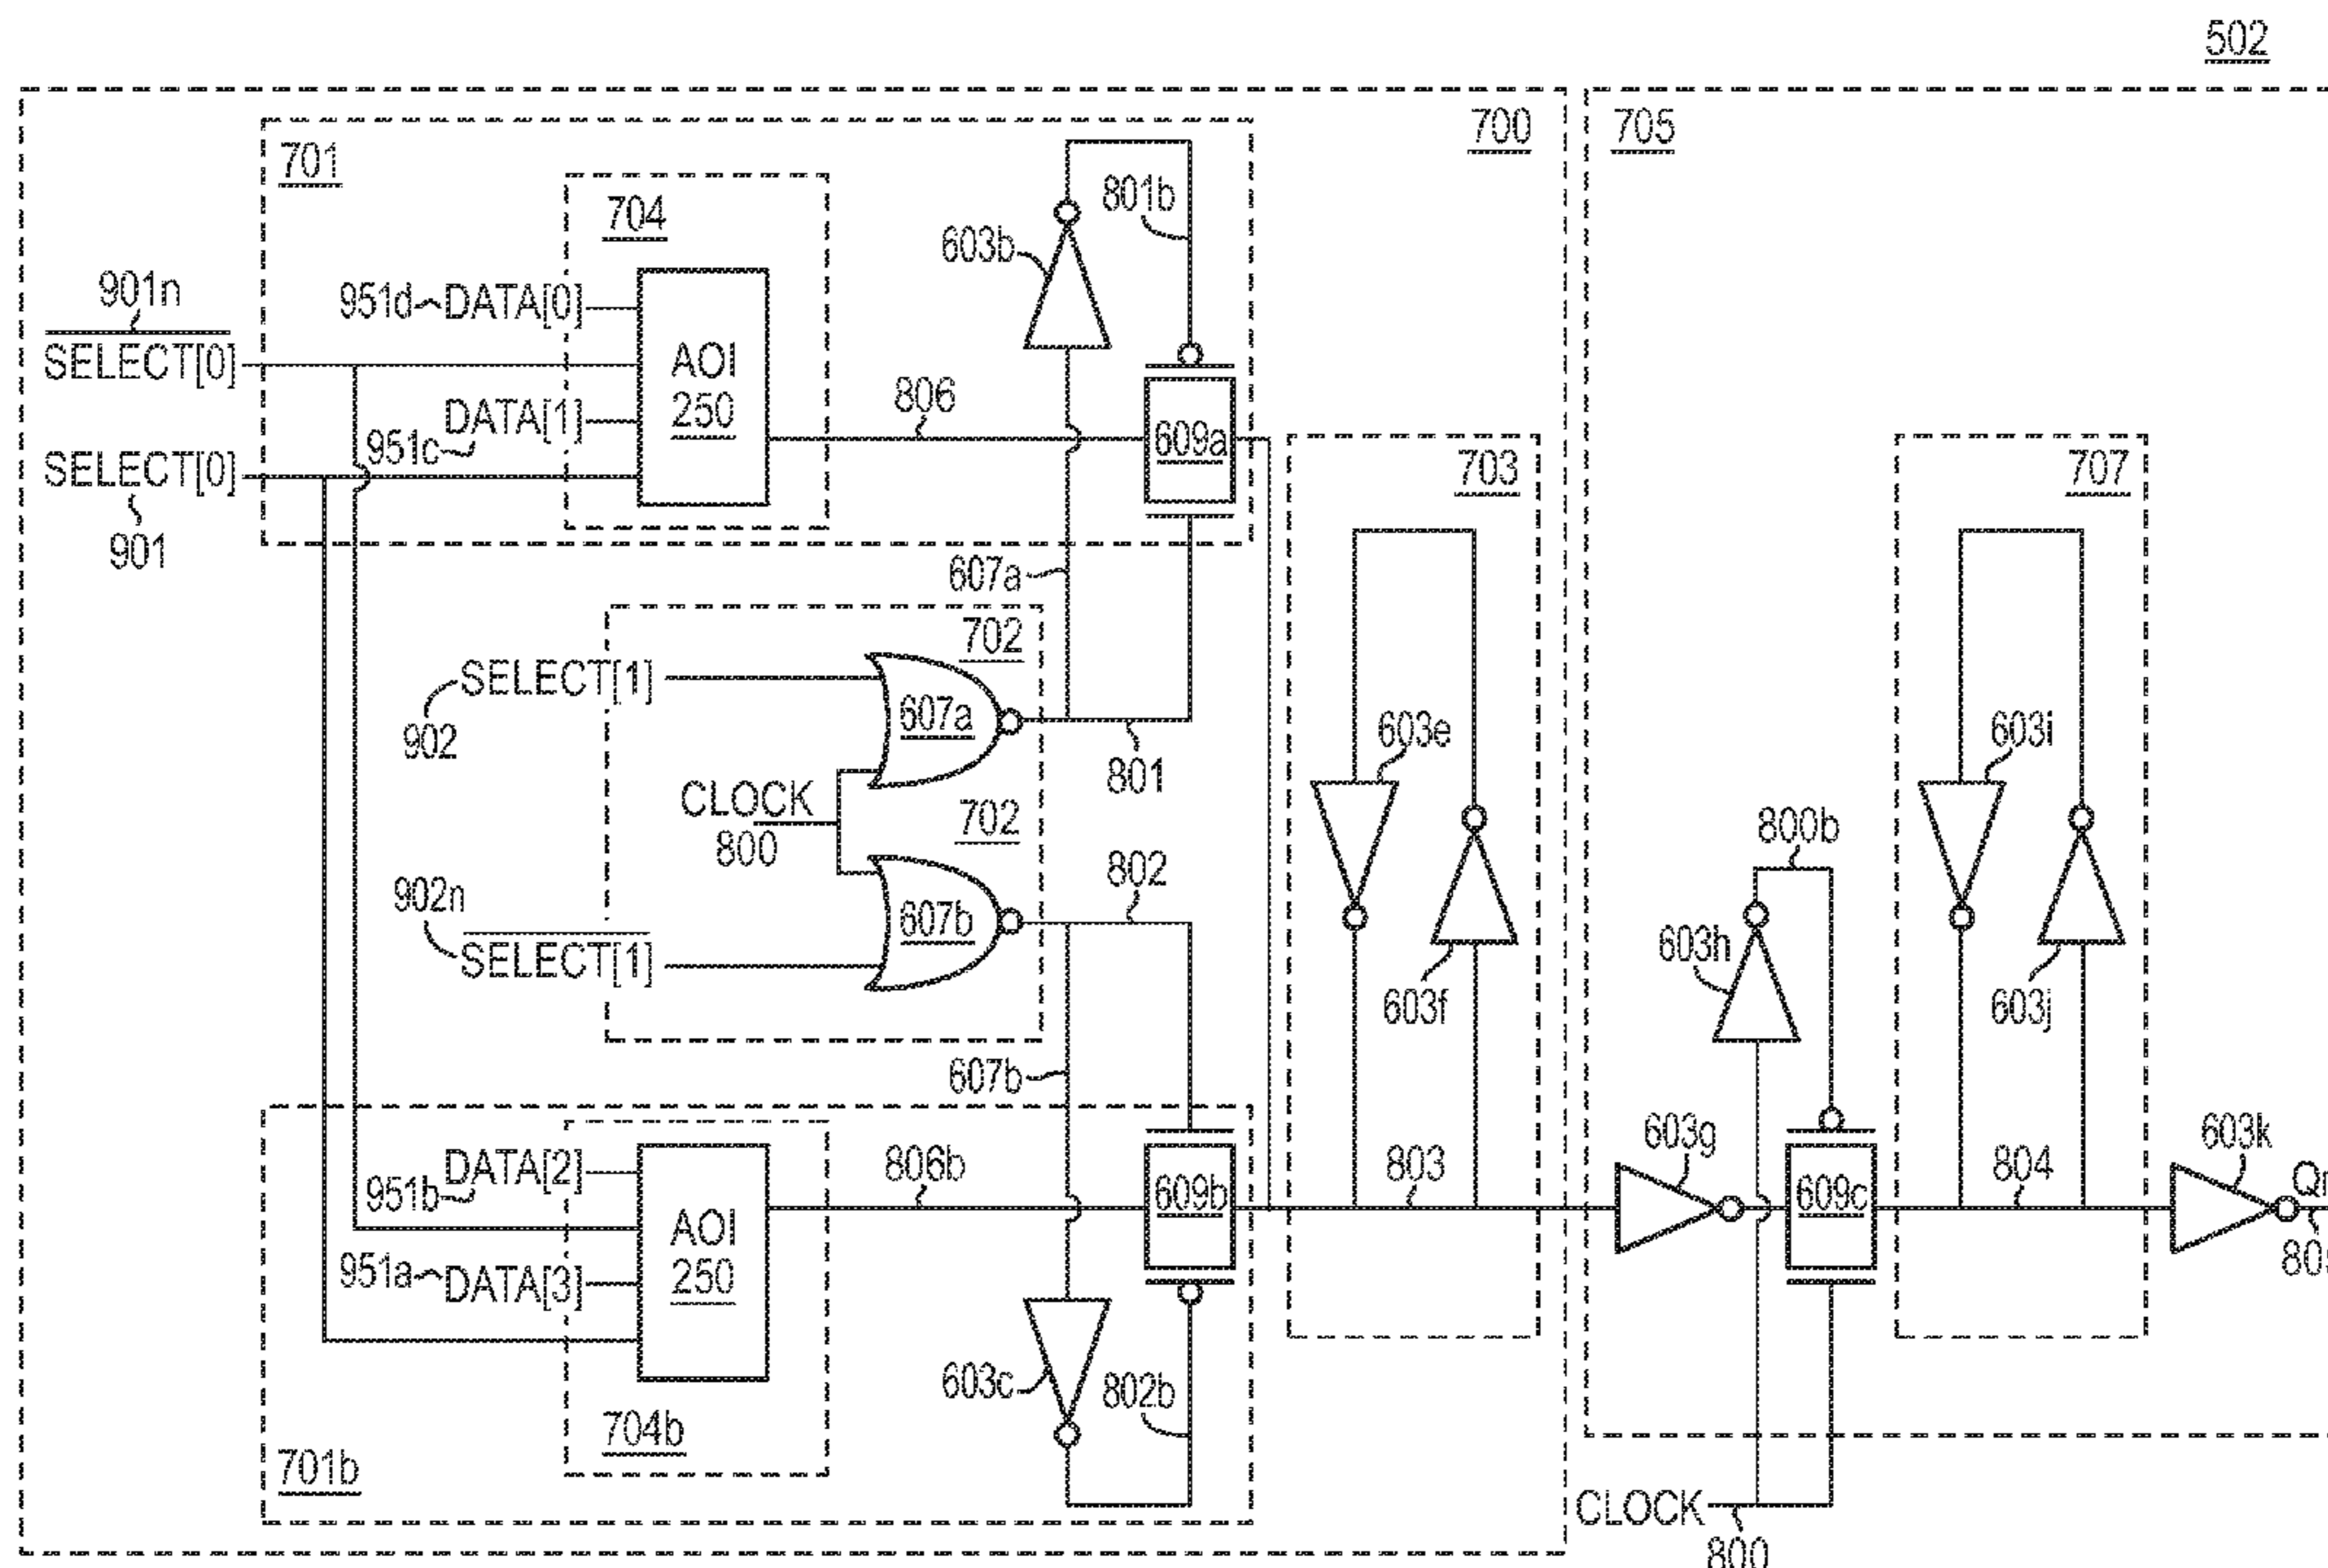 502
700
705
701
704
801b
603b
901n
951d DATA[0]
SELECT[0]
AOI
250
DATA[1]
951c
806
609a
703
707
SELECT[0]
901
607a
702
SELECT[1]
902
607a
603e
603i
801
CLOCK
800
702
800b
802
902n
607b
SELECT[1]
603h
603f
603j
607b
DATA[2]
951b
806b
609b
803
603g
609c
804
603k
951a DATA[3]
AOI
250
603c
802b
704b
701b
CLOCK
800